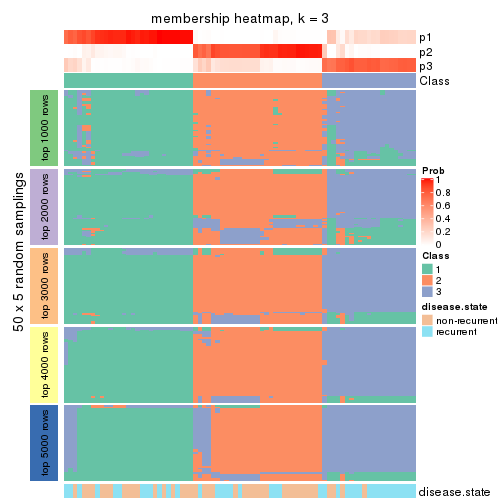 membership heatmap, k = 3
p1
p2
p3
Class
50 x 5 random samplings
top 1000 rows
top 2000 rows
top 3000 rows
top 4000 rows
top 5000 rows
Prob
1
0.8
0.6
0.4
0.2
0
Class
1
2
3
disease.state
non-recurrent
recurrent
disease.state